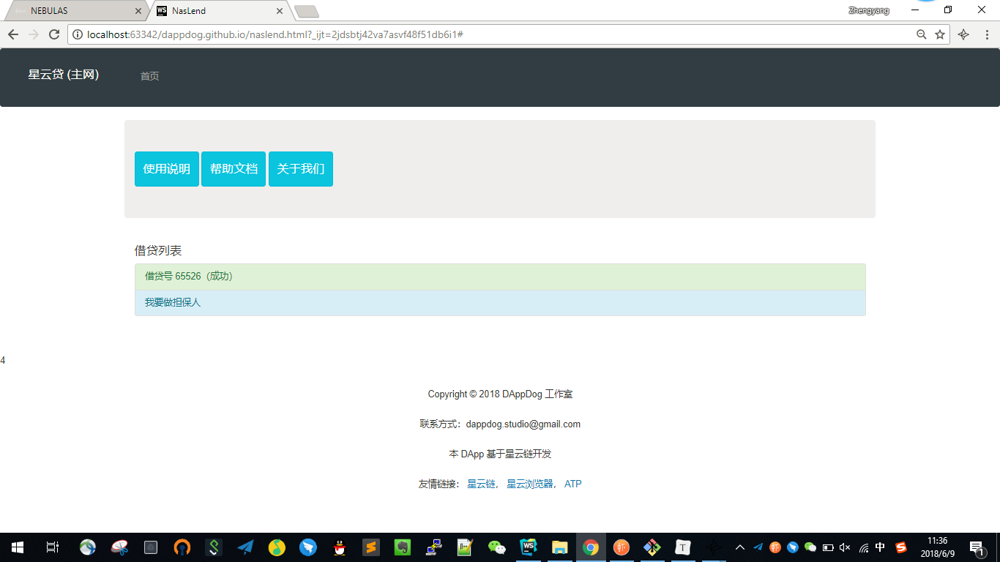 NEBULAS
NasLend
Zhengyang
localhost:63342/dappdog.github.io/naslend.html?_ijt=2jdsbtj42va7asvf48f51db6i1#
星云贷 (主网)
首页
使用说明
帮助文档
关于我们
借贷列表
借贷号 65526（成功）
我要做担保人
4
Copyright © 2018 DAppDog 工作室
联系方式：dappdog.studio@gmail.com
本 DApp 基于星云链开发
友情链接： 星云链， 星云浏览器， ATP
中
11:36
2018/6/9
1